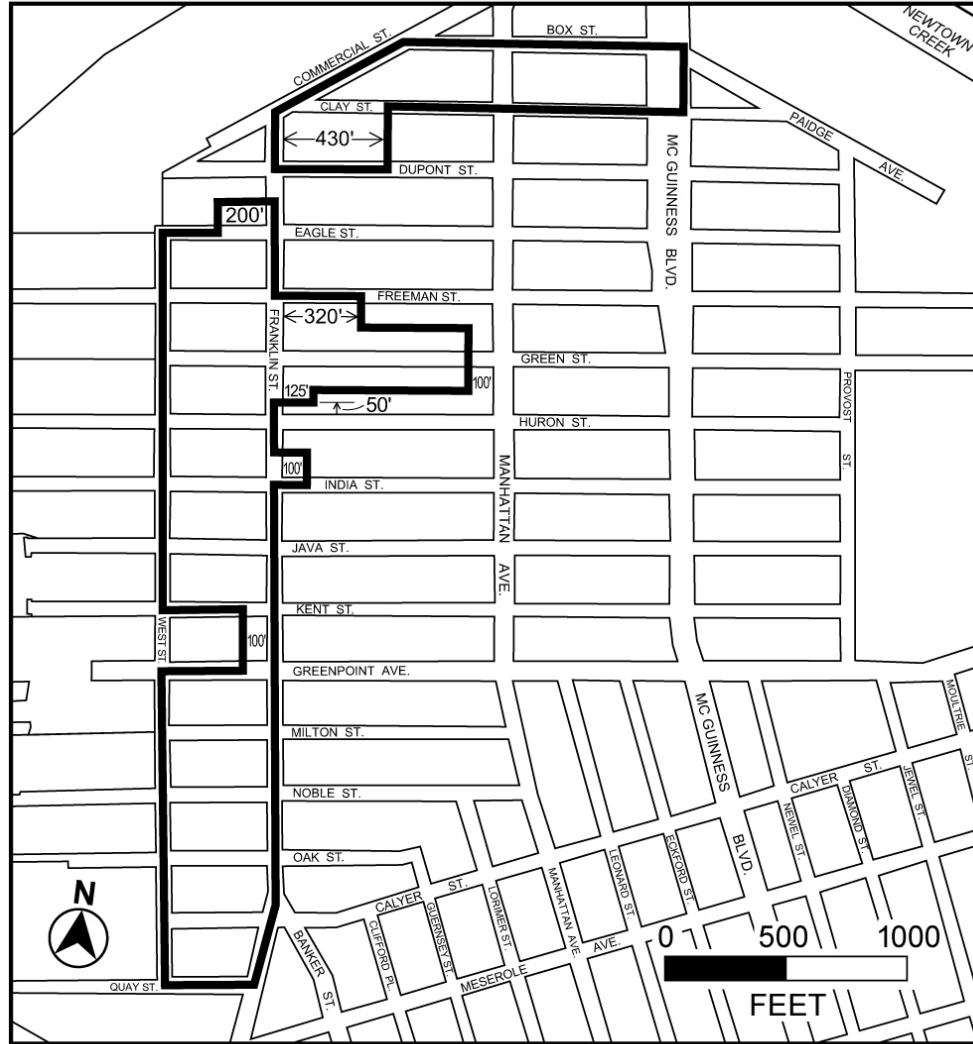 BOX ST.
NEWTOWN
CREEK
COMMERCIAL ST.
CLAY ST.
430'
PAIDGE
AVE.
DUPONT ST.
MC GUINNESS BLVD.
200'
EAGLE ST.
FREEMAN ST.
320'
FRANKLIN ST.
GREEN ST.
125'
100'
50'
PROVOST
ST.
HURON ST.
100'
INDIA ST.
MANHATTAN
AVE.
JAVA ST.
KENT ST.
WEST ST.
100'
GREENPOINT AVE.
MOULTRIE
ST.
MC GUINNESS
BLVD.
MILTON ST.
NOBLE ST.
CALYER ST.
JEWEL ST.
DIAMOND ST.
NEWEL ST.
ECKFORD ST.
LEONARD ST.
OAK ST.
CALYER ST.
MANHATTAN AVE.
LORIMER ST.
GUERNSEY ST.
CLIFFORD PL.
BANKER
ST.
MESEROLE AVE.
N
QUAY ST.
0 500 1000
FEET